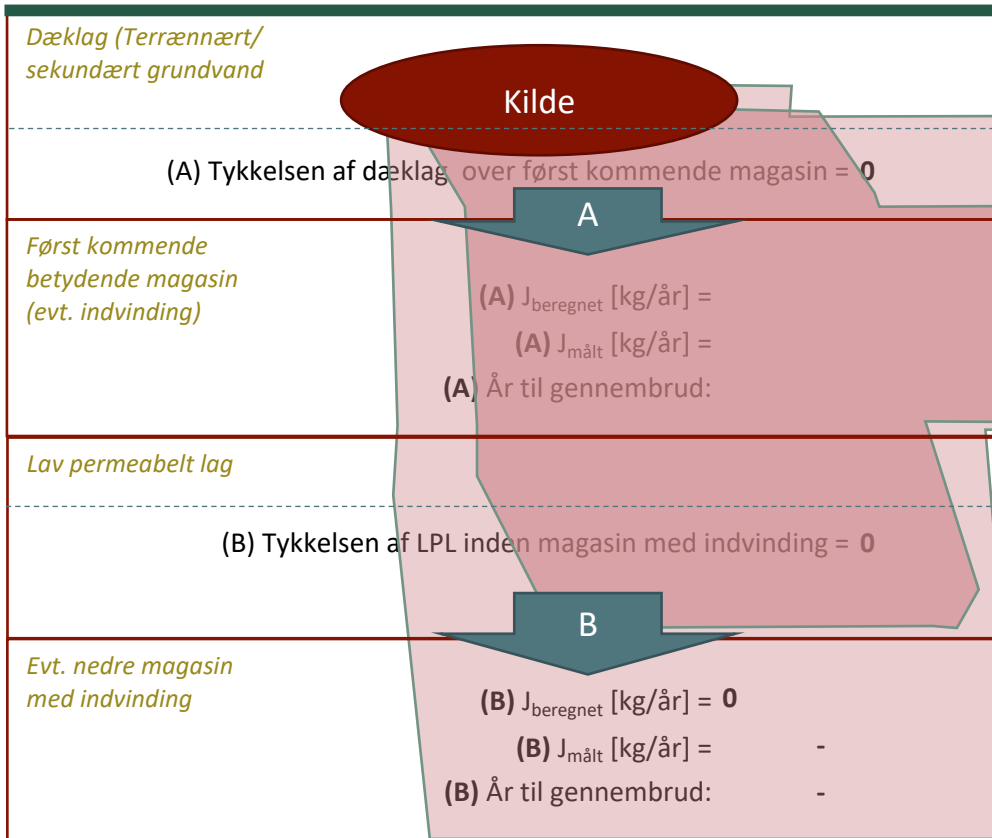 Dæklag (Terrænnært/
sekundært grundvand
Kilde
(A) Tykkelsen af dæklag over først kommende magasin = 0
A
Først kommende
betydende magasin
(evt. indvinding)
(A) Jberegnet [kg/år] =
(A) Jmålt [kg/år] =
(A) År til gennembrud:
Lav permeabelt lag
(B) Tykkelsen af LPL inden magasin med indvinding = 0
B
Evt. nedre magasin
med indvinding
(B) Jberegnet [kg/år] = 0
(B) Jmålt [kg/år] = -
(B) År til gennembrud: -